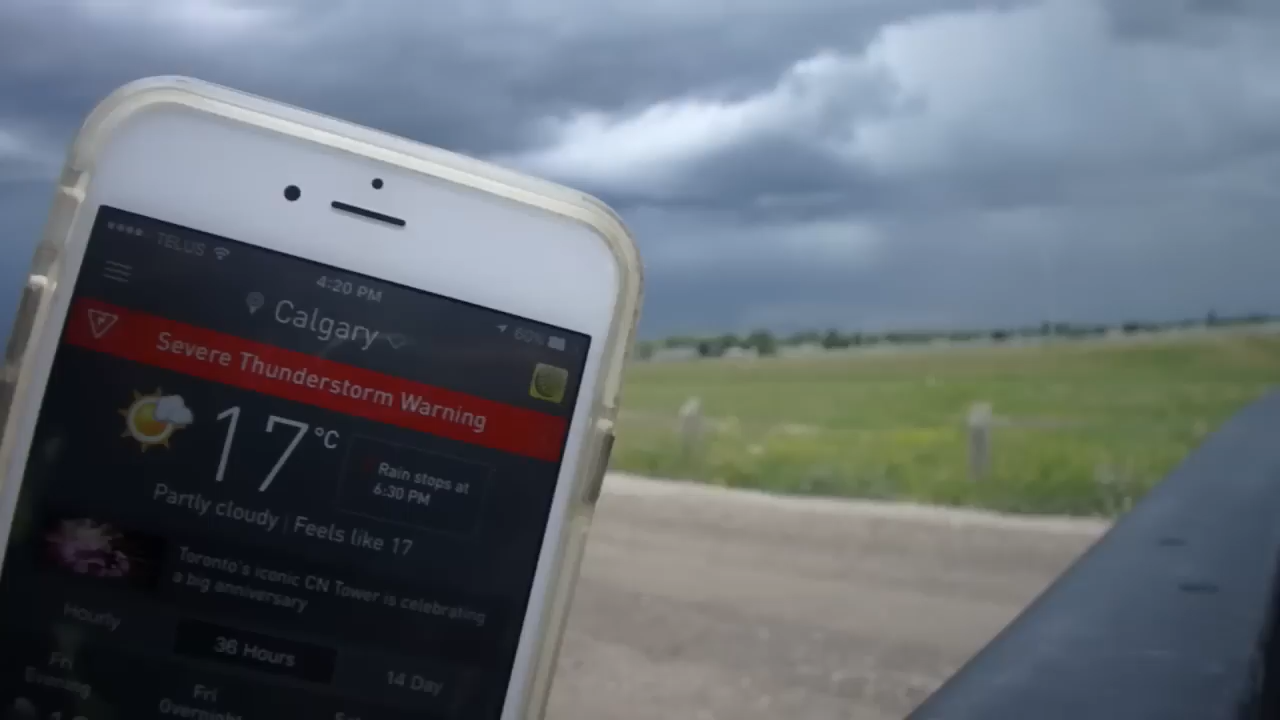 TELUS
4:20 PM
60%
Calgary
Severe Thunderstorm Warning
17°C
Rain stops at
6:30 PM
Partly cloudy | Feels like 17
Toronto's iconic CN Tower is celebrating
a big anniversary
Hourly
36 Hours
14 Day
Fri
Evening
Fri
Overnight